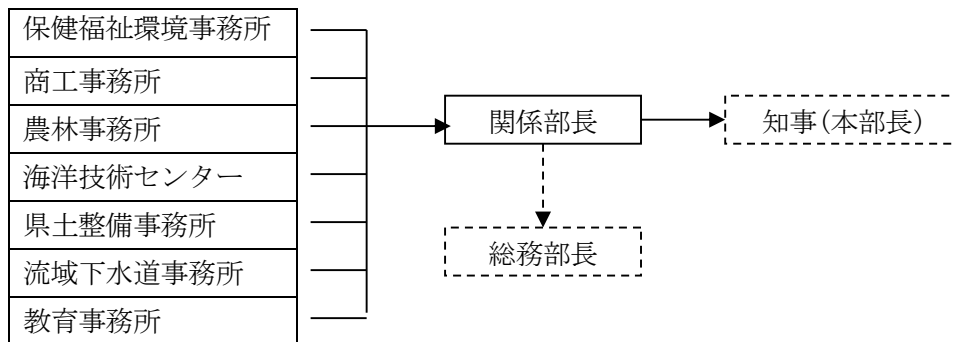 保健福祉環境事務所
商工事務所
農林事務所
海洋技術センター
県土整備事務所
流域下水道事務所
教育事務所
関係部長
知事(本部長)
総務部長